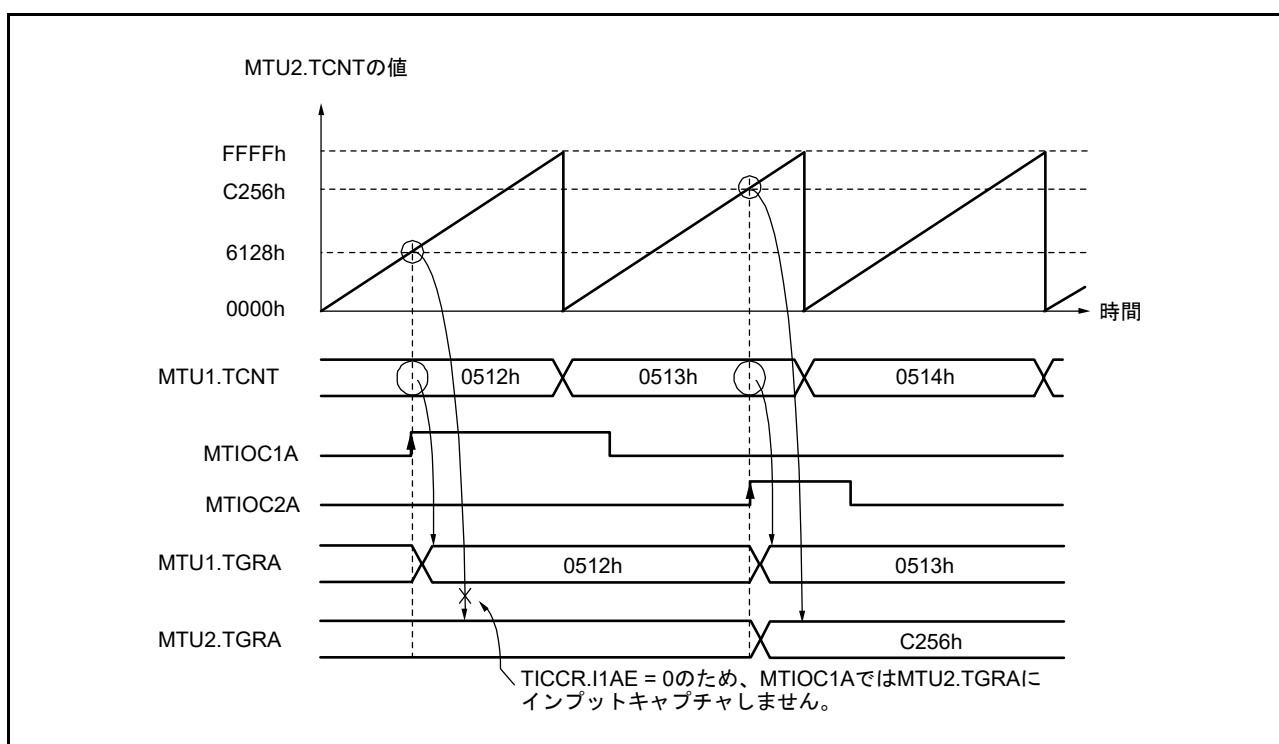 MTU2.TCNTの値
FFFFh
C256h
6128h
0000h
時間
MTU1.TCNT
0512h
0513h
0514h
MTIOC1A
MTIOC2A
MTU1.TGRA
0512h
0513h
MTU2.TGRA
C256h
TICCR.I1AE = 0のため、MTIOC1AではMTU2.TGRAに
インプットキャプチャしません。